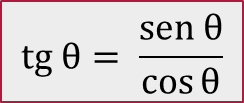 tg θ = sen θ / cos θ